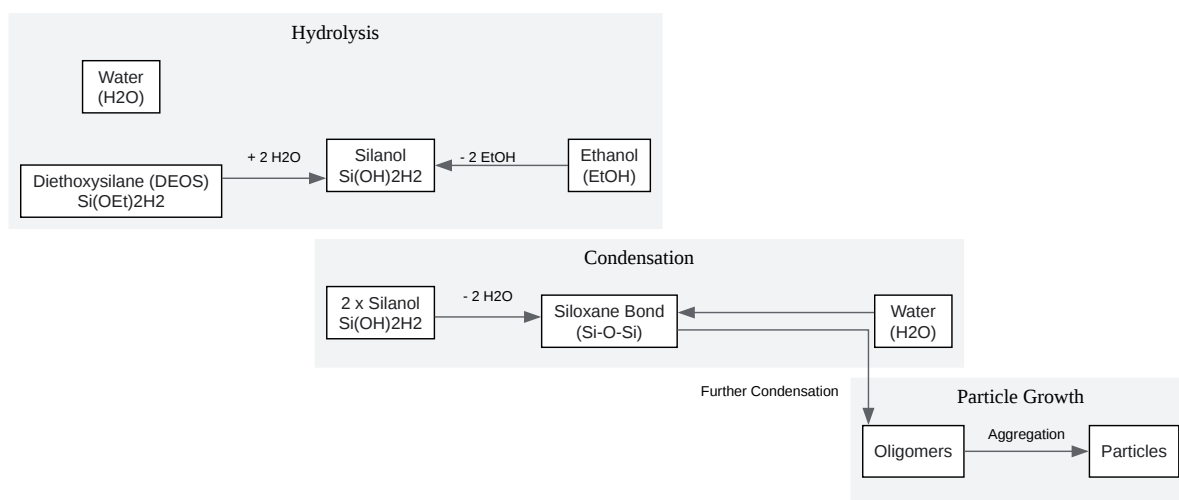 Hydrolysis
Water
(H2O)
Diethoxysilane (DEOS)
Si(OEt)2H2
+ 2 H2O
Silanol
Si(OH)2H2
- 2 EtOH
Ethanol
(EtOH)
Condensation
2 x Silanol
Si(OH)2H2
- 2 H2O
Siloxane Bond
(Si-O-Si)
Water
(H2O)
Further Condensation
Particle Growth
Oligomers
Aggregation
Particles